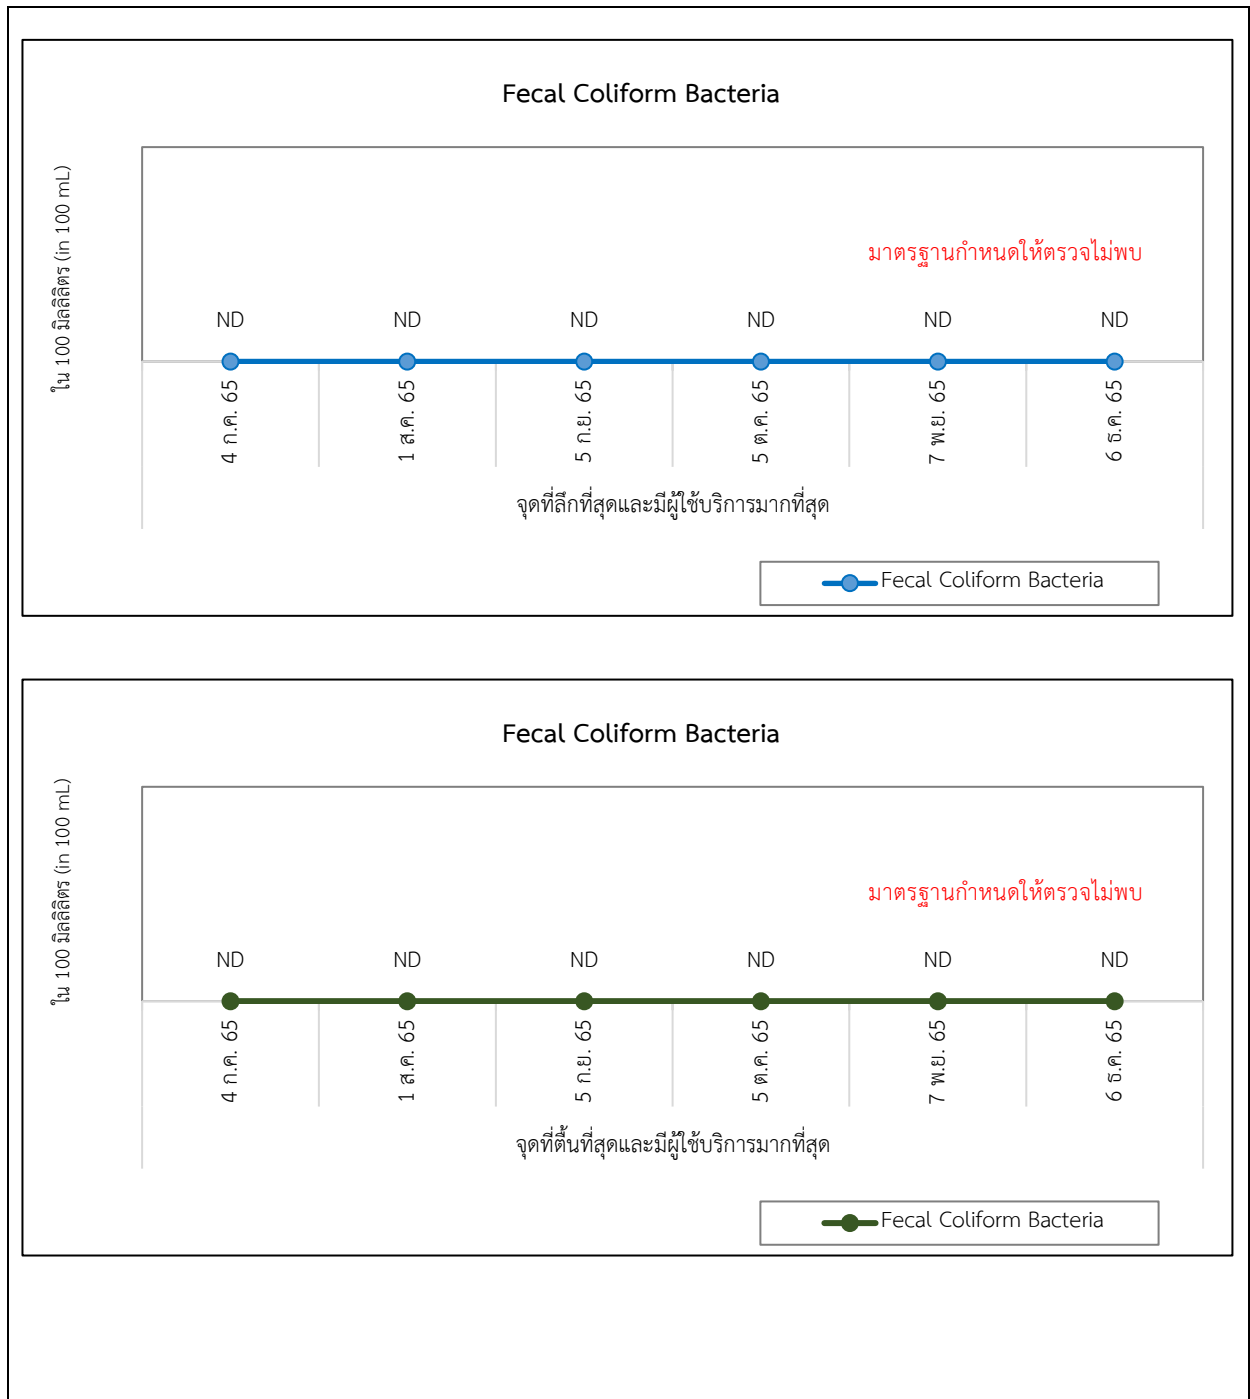 Fecal Coliform Bacteria
ใน 100 มิลลิลิตร (in 100 mL)
มาตรฐานกำหนดให้ตรวจไม่พบ
ND ND ND ND ND ND
4 ก.ค. 65 1 ส.ค. 65 5 ก.ย. 65 5 ต.ค. 65 7 พ.ย. 65 6 ธ.ค. 65
จุดที่ลึกที่สุดและมีผู้ใช้บริการมากที่สุด
Fecal Coliform Bacteria
Fecal Coliform Bacteria
ใน 100 มิลลิลิตร (in 100 mL)
มาตรฐานกำหนดให้ตรวจไม่พบ
ND ND ND ND ND ND
4 ก.ค. 65 1 ส.ค. 65 5 ก.ย. 65 5 ต.ค. 65 7 พ.ย. 65 6 ธ.ค. 65
จุดที่ตื้นที่สุดและมีผู้ใช้บริการมากที่สุด
Fecal Coliform Bacteria